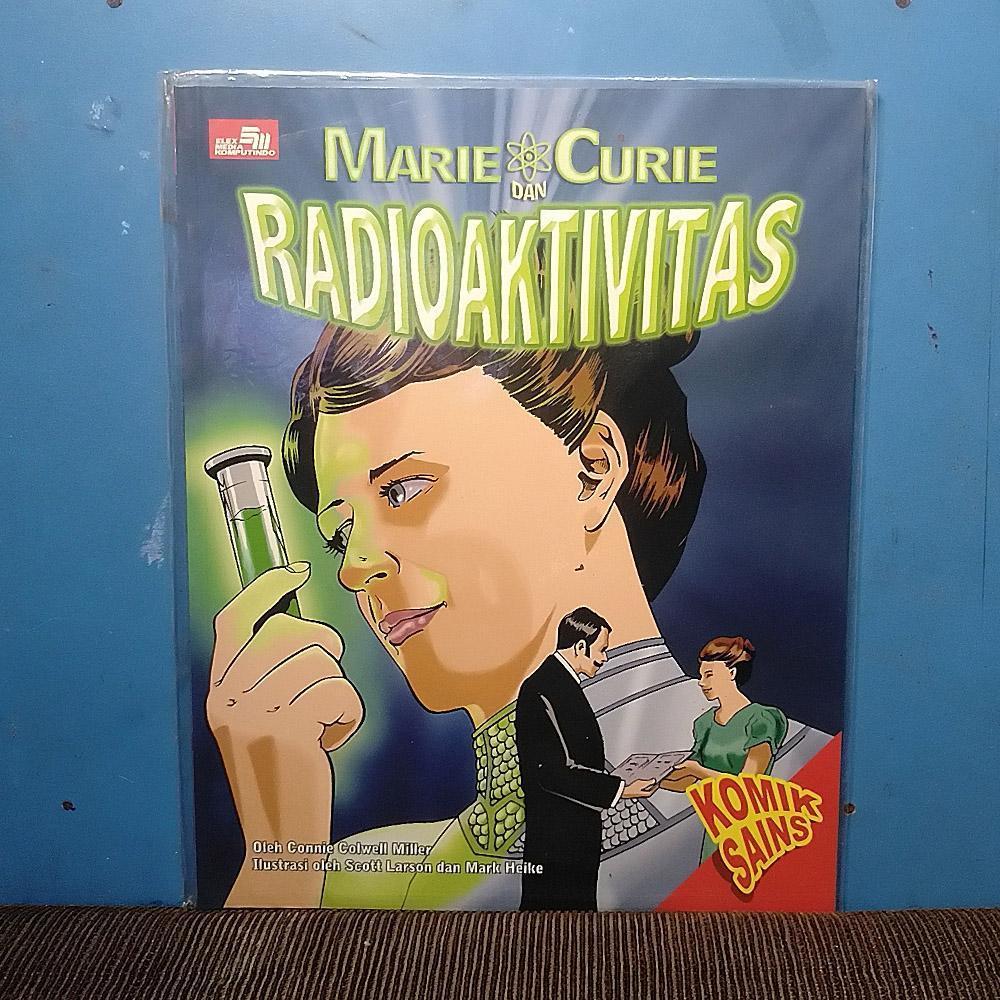 ELEX
MEDIA
KOMPUTINDO
MARIE CURIE
DAN
RADIOAKTIVITAS
Oleh Connie Colwell Miller
Ilustrasi oleh Scott Larson dan Mark Heike
KOMIK
SAINS